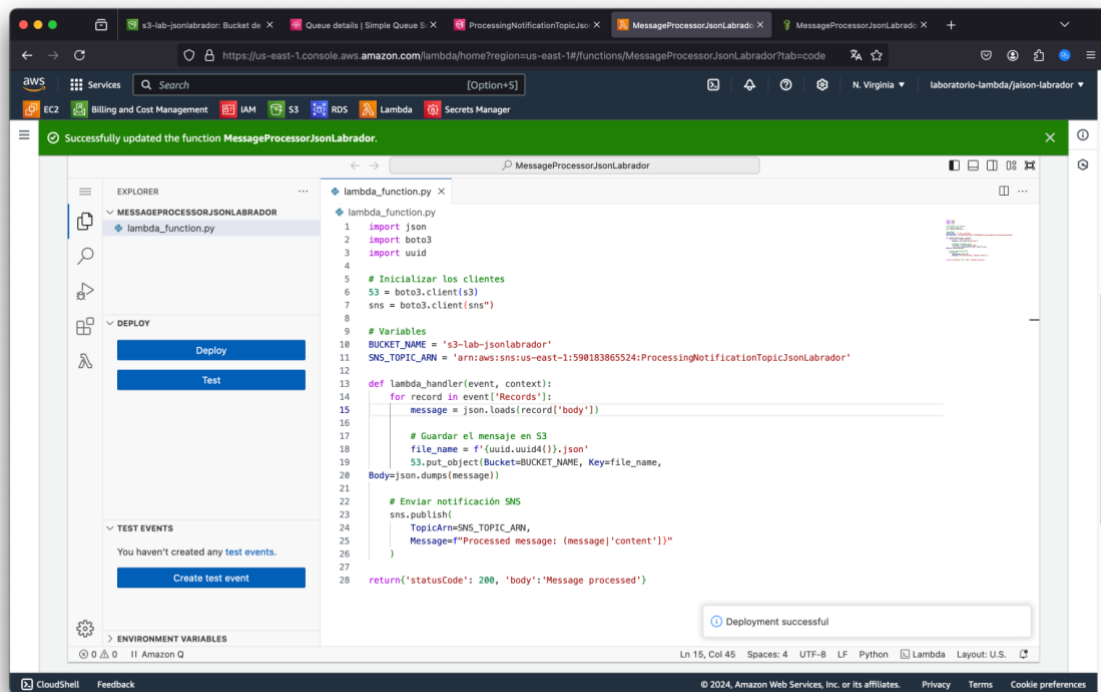 s3-lab-jsonlabrador: Bucket de
Queue details | Simple Queue S
ProcessingNotificationTopicJso
MessageProcessorJsonLabrado
MessageProcessorJsonLabrado
https://us-east-1.console.aws.amazon.com/lambda/home?region=us-east-1#/functions/MessageProcessorJsonLabrador?tab=code
aws Services Search [Option+S] N. Virginia laboratorio-lambda/jaison-labrador
EC2 Billing and Cost Management IAM S3 RDS Lambda Secrets Manager
Successfully updated the function MessageProcessorJsonLabrador.
MessageProcessorJsonLabrador
EXPLORER
MESSAGEPROCESSORJSONLABRADOR
lambda_function.py
DEPLOY
Deploy
Test
TEST EVENTS
You haven't created any test events.
Create test event
ENVIRONMENT VARIABLES
lambda_function.py
lambda_function.py
1 import json
2 import boto3
3 import uuid
4
5 # Inicializar los clientes
6 53 = boto3.client(s3)
7 sns = boto3.client(sns")
8
9 # Variables
10 BUCKET_NAME = 's3-lab-jsonlabrador'
11 SNS_TOPIC_ARN = 'arn:aws:sns:us-east-1:590183865524:ProcessingNotificationTopicJsonLabrador'
12
13 def lambda_handler(event, context):
14 for record in event['Records']:
15 message = json.loads(record['body'])
16
17 # Guardar el mensaje en S3
18 file_name = f'{uuid.uuid4()}.json'
19 53.put_object(Bucket=BUCKET_NAME, Key=file_name,
20 Body=json.dumps(message))
21
22 # Enviar notificación SNS
23 sns.publish(
24 TopicArn=SNS_TOPIC_ARN,
25 Message=f"Processed message: (message|'content']}"
26 )
27
28 return{'statusCode': 200, 'body':'Message processed'}
Deployment successful
0 0 Amazon Q Ln 15, Col 45 Spaces: 4 UTF-8 LF Python Lambda Layout: U.S.
CloudShell Feedback © 2024, Amazon Web Services, Inc. or its affiliates. Privacy Terms Cookie preferences